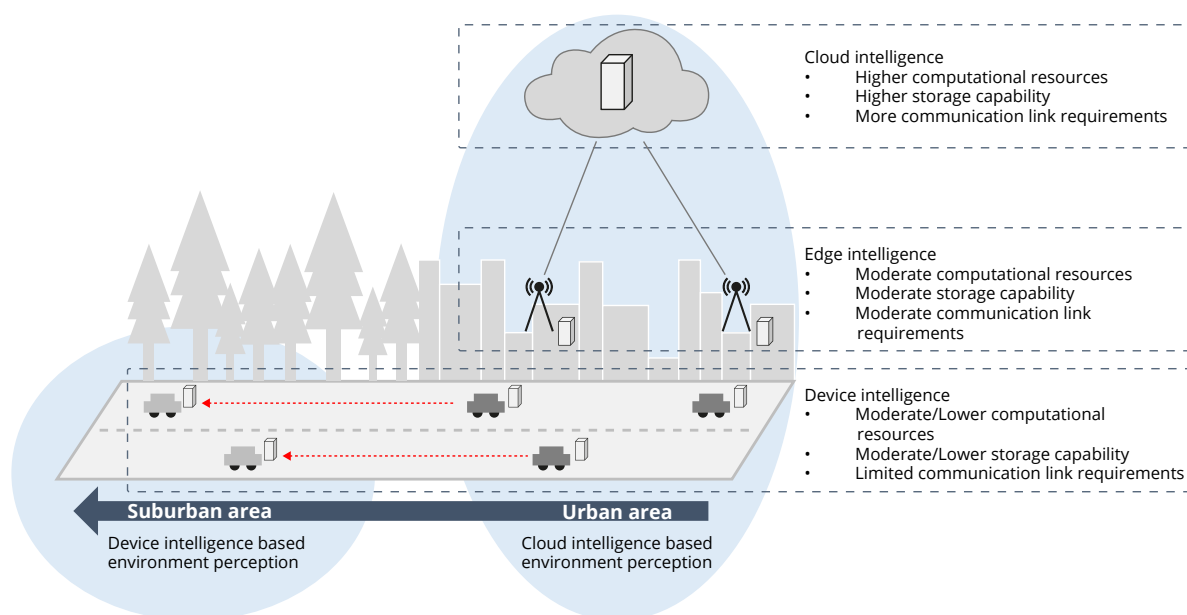 Cloud intelligence
• Higher computational resources
• Higher storage capability
• More communication link requirements
Edge intelligence
• Moderate computational resources
• Moderate storage capability
• Moderate communication link
requirements
Device intelligence
• Moderate/Lower computational
resources
• Moderate/Lower storage capability
• Limited communication link requirements
Suburban area
Urban area
Device intelligence based
environment perception
Cloud intelligence based
environment perception